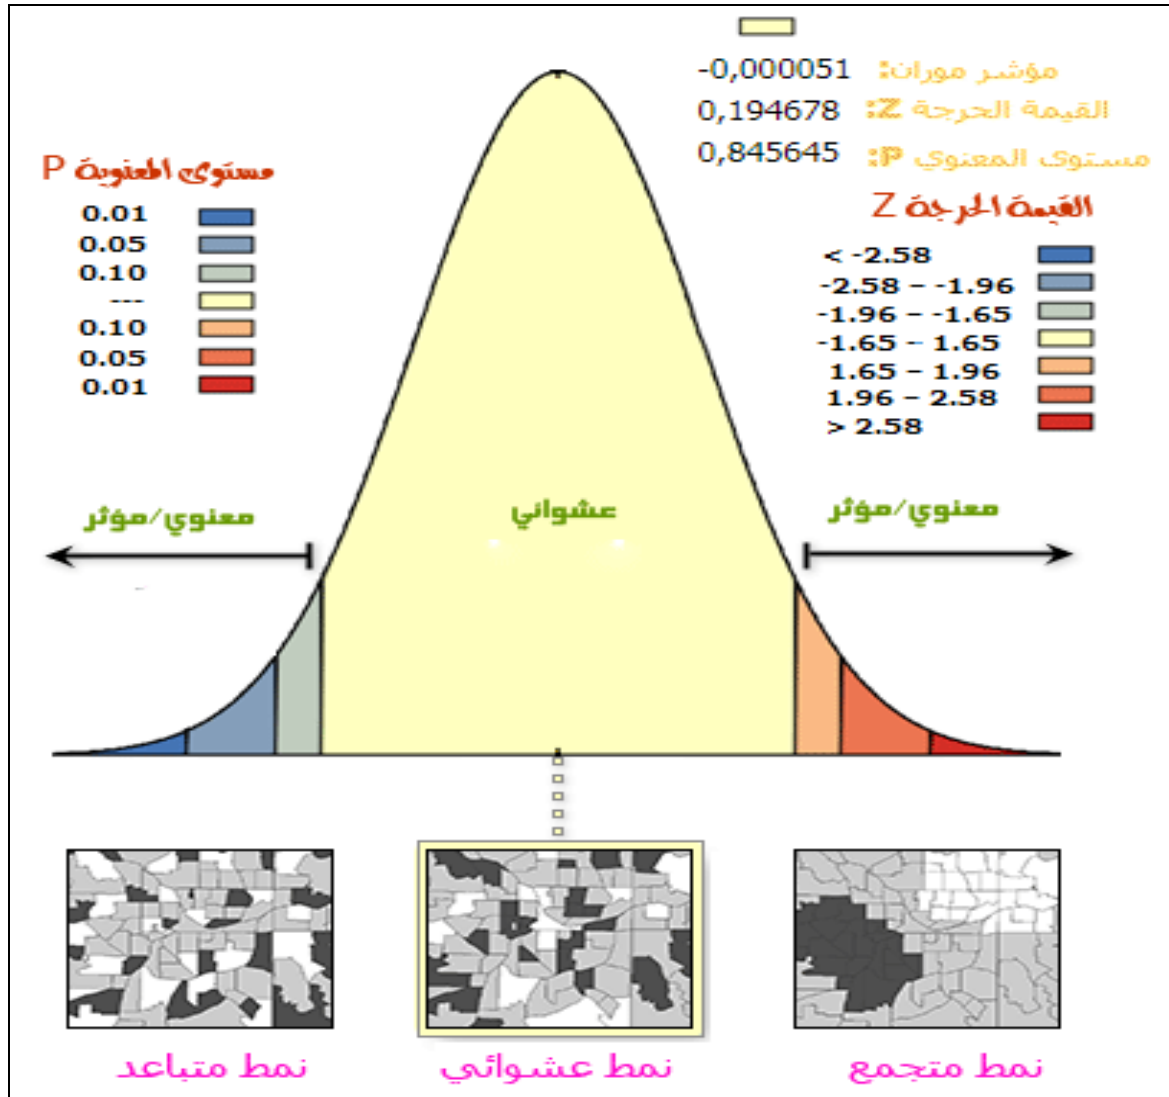 مؤشر موران: -0,000051
القيمة الحرجة Z: 0,194678
مستوى المعنوي P: 0,845645
القيمة الحرجة Z
< -2.58
-2.58 – -1.96
-1.96 – -1.65
-1.65 - 1.65
1.65 – 1.96
1.96 – 2.58
> 2.58
مستوى المعنوية P
0.01
0.05
0.10
---
0.10
0.05
0.01
معنوي/مؤثر
عشوائي
معنوي/مؤثر
نمط متجمع
نمط عشوائي
نمط متباعد